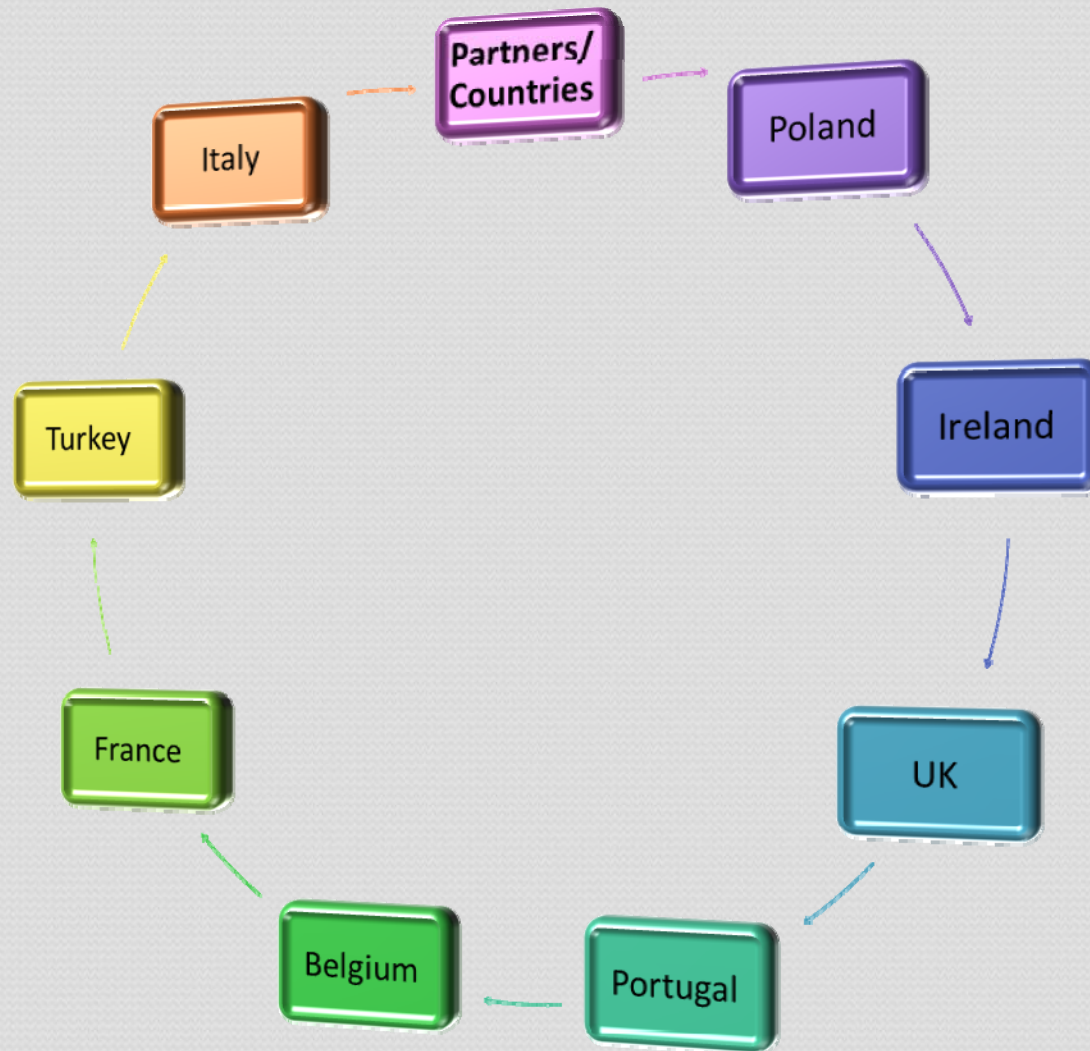 Partners/
Countries
Poland
Ireland
UK
Portugal
Belgium
France
Turkey
Italy